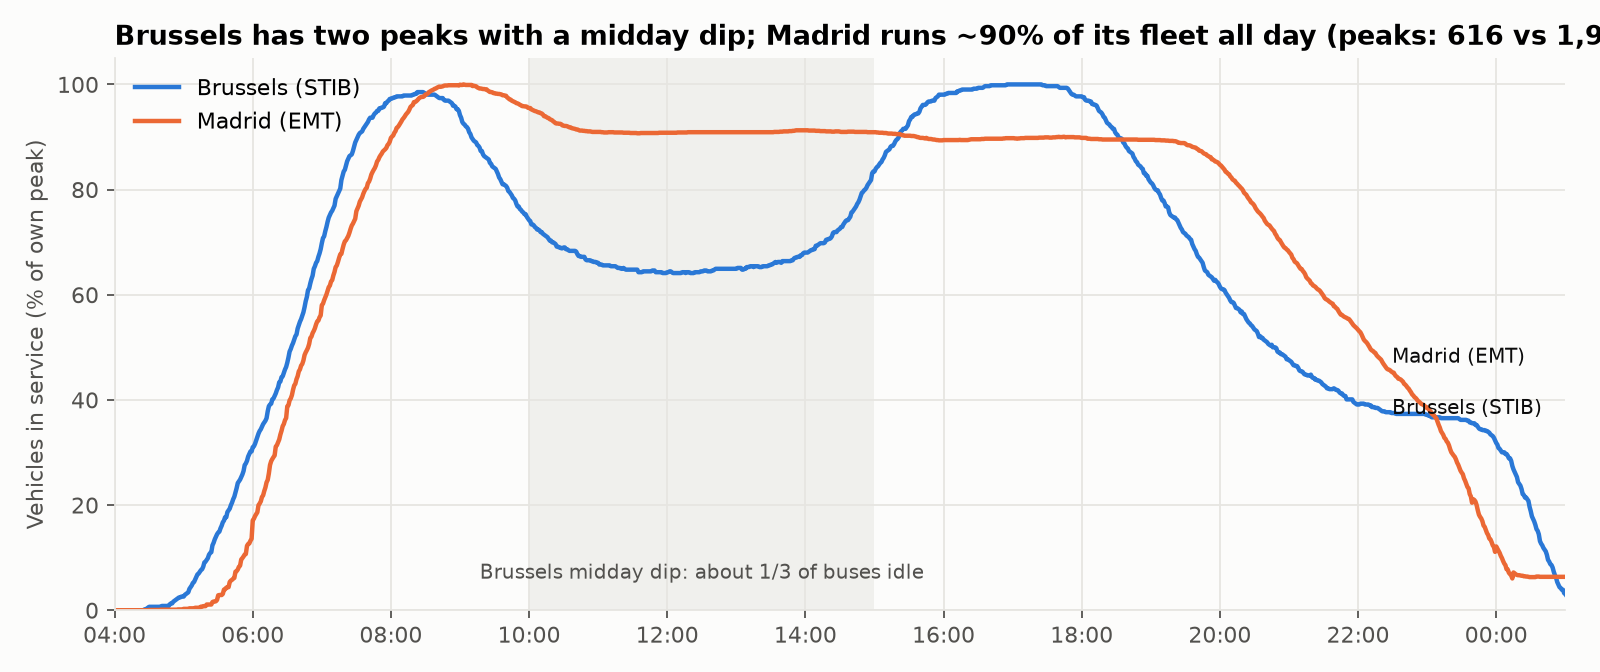 Brussels has two peaks with a midday dip; Madrid runs ~90% of its fleet all day (peaks: 616 vs 1,9
Brussels (STIB)
Madrid (EMT)
Vehicles in service (% of own peak)
100
80
60
40
20
0
Madrid (EMT)
Brussels (STIB)
Brussels midday dip: about 1/3 of buses idle
04:00 06:00 08:00 10:00 12:00 14:00 16:00 18:00 20:00 22:00 00:00